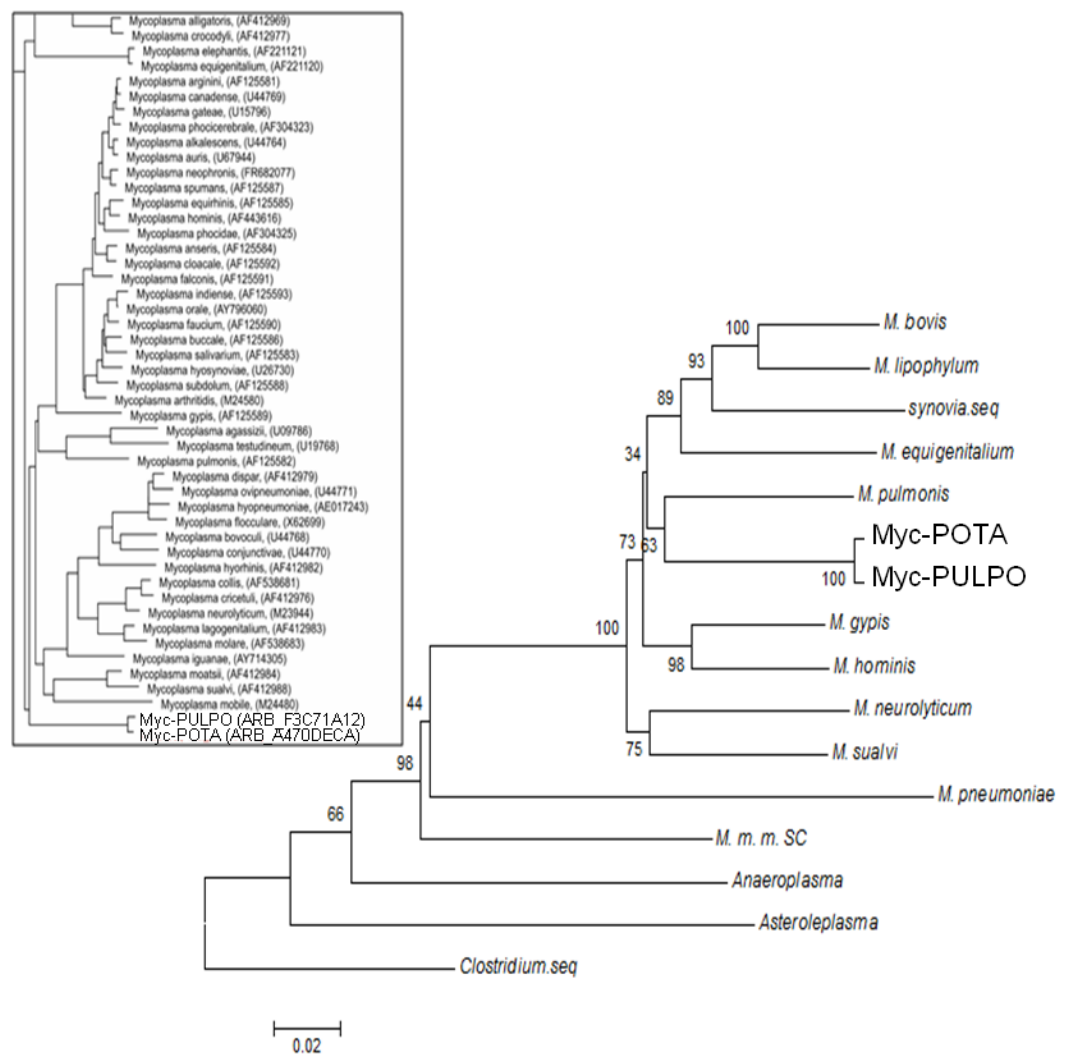 Mycoplasma alligatoris, (AF412969)
Mycoplasma crocodyli, (AF412977)
Mycoplasma elephantis, (AF221121)
Mycoplasma equigenitalium, (AF221120)
Mycoplasma arginini, (AF125581)
Mycoplasma canadense, (U44769)
Mycoplasma gateae, (U15796)
Mycoplasma phocicerebrale, (AF304323)
Mycoplasma alkalescens, (U44764)
Mycoplasma auris, (U67944)
Mycoplasma neophronis, (FR682077)
Mycoplasma spumans, (AF125587)
Mycoplasma equirhinis, (AF125585)
Mycoplasma hominis, (AF443616)
Mycoplasma phocidae, (AF304325)
Mycoplasma anseris, (AF125584)
Mycoplasma cloacale, (AF125592)
Mycoplasma falconis, (AF125591)
Mycoplasma indiense, (AF125593)
Mycoplasma orale, (AY796060)
Mycoplasma faucium, (AF125590)
Mycoplasma buccale, (AF125586)
Mycoplasma salivarium, (AF125583)
Mycoplasma hyosynoviae, (U26730)
Mycoplasma subdolum, (AF125588)
Mycoplasma arthritidis, (M24580)
Mycoplasma gypis, (AF125589)
Mycoplasma agassizii, (U09786)
Mycoplasma testudineum, (U19768)
Mycoplasma pulmonis, (AF125582)
Mycoplasma dispar, (AF412979)
Mycoplasma ovipneumoniae, (U44771)
Mycoplasma hyopneumoniae, (AE017243)
Mycoplasma flocculare, (X62699)
Mycoplasma bovoculi, (U44768)
Mycoplasma conjunctivae, (U44770)
Mycoplasma hyorhinis, (AF412982)
Mycoplasma collis, (AF538681)
Mycoplasma cricetuli, (AF412976)
Mycoplasma neurolyticum, (M23944)
Mycoplasma lagogenitalium, (AF412983)
Mycoplasma molare, (AF538683)
Mycoplasma iguanae, (AY714305)
Mycoplasma moatsii, (AF412984)
Mycoplasma sualvi, (AF412988)
Mycoplasma mobile, (M24480)
Myc-PULPO (ARB_F3C71A12)
Myc-POTA (ARB_A470DECA)
100
M. bovis
93
M. lipophylum
89
synovia.seq
34
M. equigenitalium
M. pulmonis
73
63
Myc-POTA
100
Myc-PULPO
100
M. gypis
98
M. hominis
44
M. neurolyticum
75
M. sualvi
98
M. pneumoniae
66
M. m. m. SC
Anaeroplasma
Asteroleplasma
Clostridium.seq
0.02